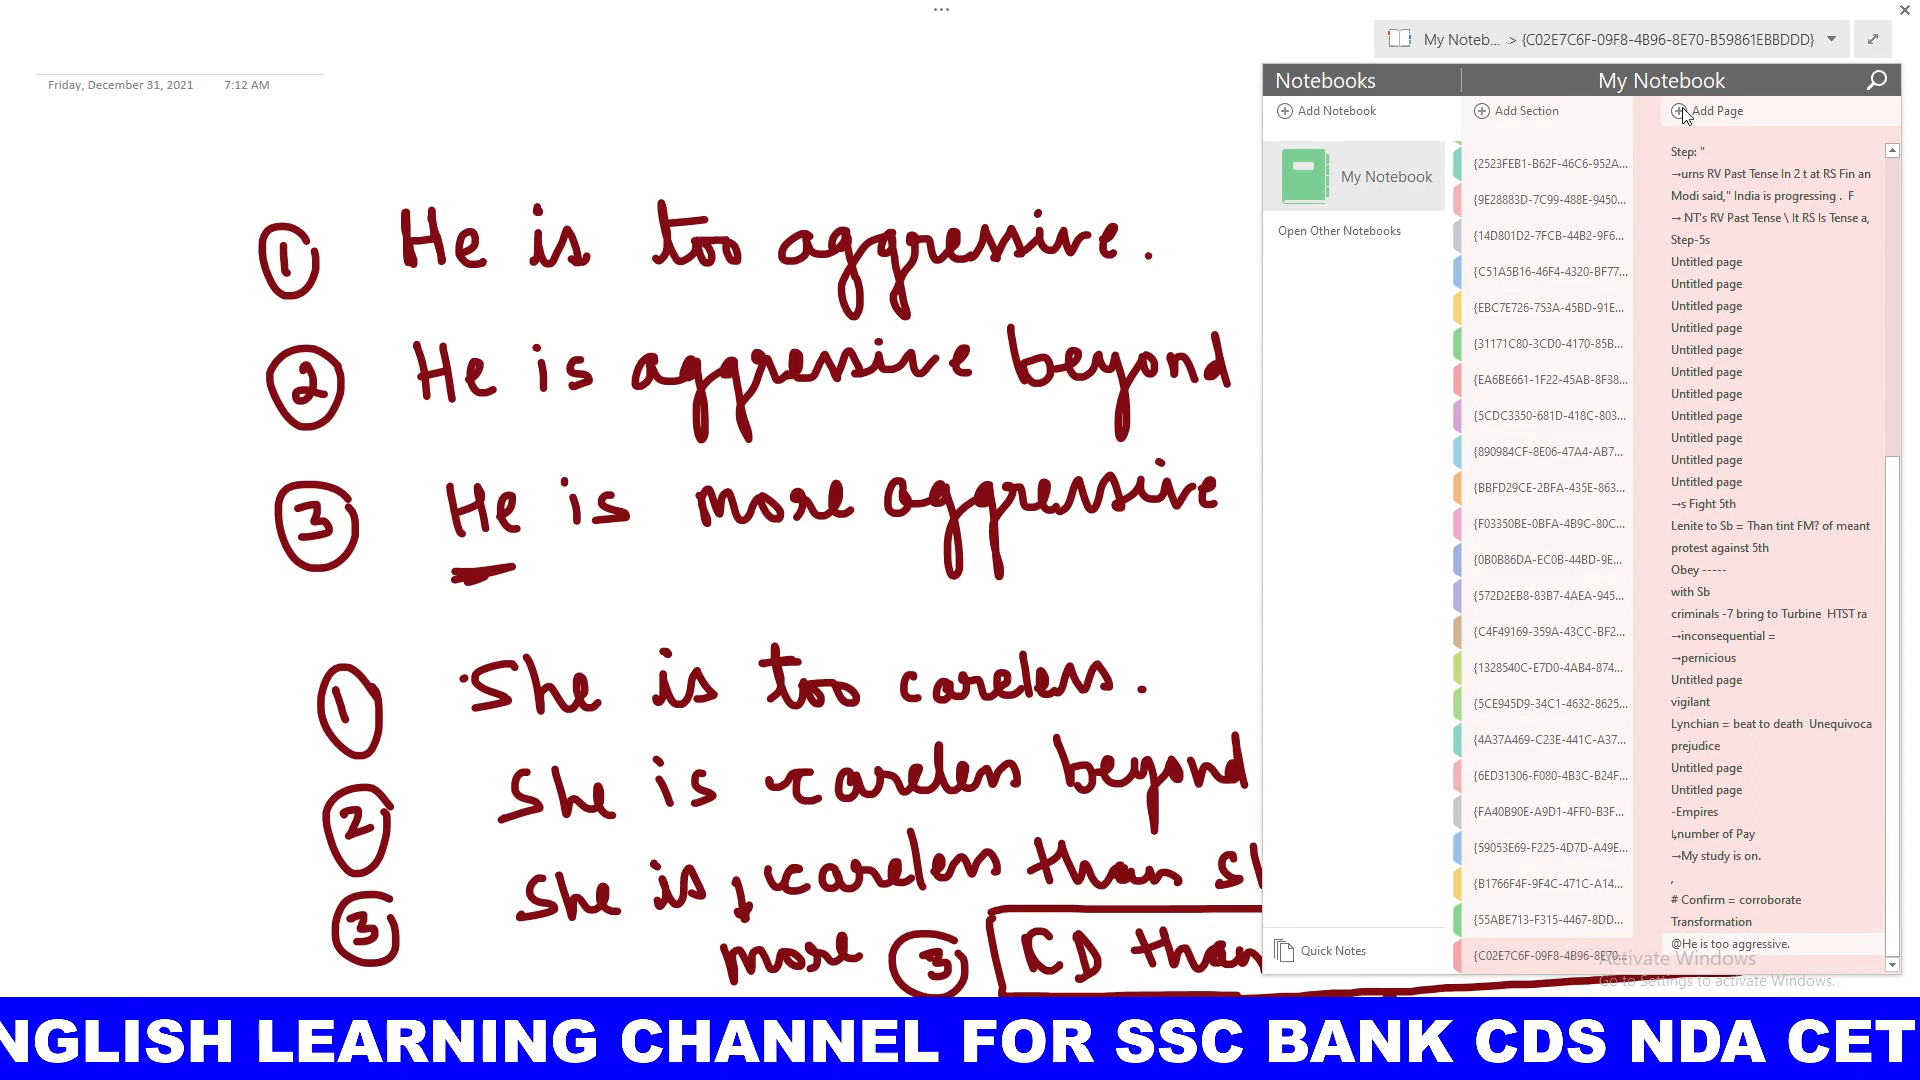 My Noteb... > {C02E7C6F-09F8-4B96-8E70-B59861EBBDDD}
Friday, December 31, 2021 7:12 AM
Notebooks
My Notebook
Add Notebook
Add Section
Add Page
My Notebook
Open Other Notebooks
Quick Notes
{2523FEB1-B62F-46C6-952A...
{9E28883D-7C99-488E-9450...
{14D801D2-7FCB-44B2-9F6...
{C51A5B16-46F4-4320-BF77...
{EBC7E726-753A-45BD-91E...
{31171C80-3CD0-4170-85B...
{EA6BE661-1F22-45AB-8F38...
{5CDC3350-681D-418C-803...
{890984CF-8E06-47A4-AB7...
{BBFD29CE-2BFA-435E-863...
{F03350BE-0BFA-4B9C-80C...
{0B0B86DA-EC0B-44BD-9E...
{572D2EB8-83B7-4AEA-945...
{C4F49169-359A-43CC-BF2...
{1328540C-E7D0-4AB4-874...
{5CE945D9-34C1-4632-8625...
{4A37A469-C23E-441C-A37...
{6ED31306-F080-4B3C-B24F...
{FA40B90E-A9D1-4FF0-B3F...
{59053E69-F225-4D7D-A49E...
{B1766F4F-9F4C-471C-A14...
{55ABE713-F315-4467-8DD...
{C02E7C6F-09F8-4B96-8E70...
Step: "
→urns RV Past Tense In 2 t at RS Fin an
Modi said," India is progressing . F
→ NT's RV Past Tense \ It RS Is Tense a,
Step-5s
Untitled page
Untitled page
Untitled page
Untitled page
Untitled page
Untitled page
Untitled page
Untitled page
Untitled page
Untitled page
Untitled page
→s Fight 5th
Lenite to Sb = Than tint FM? of meant
protest against 5th
Obey -----
with Sb
criminals -7 bring to Turbine HTST ra
→inconsequential =
→pernicious
Untitled page
vigilant
Lynchian = beat to death Unequivoca
prejudice
Untitled page
Untitled page
-Empires
↳number of Pay
→My study is on.
,
# Confirm = corroborate
Transformation
@He is too aggressive.
Activate Windows
Go to Settings to activate Windows.
① He is too aggressive.
② He is aggressive beyond
③ He is more aggressive
① She is too careless.
② She is careless beyond
③ She is careless than
more ③ CD than
NGLISH LEARNING CHANNEL FOR SSC BANK CDS NDA CET